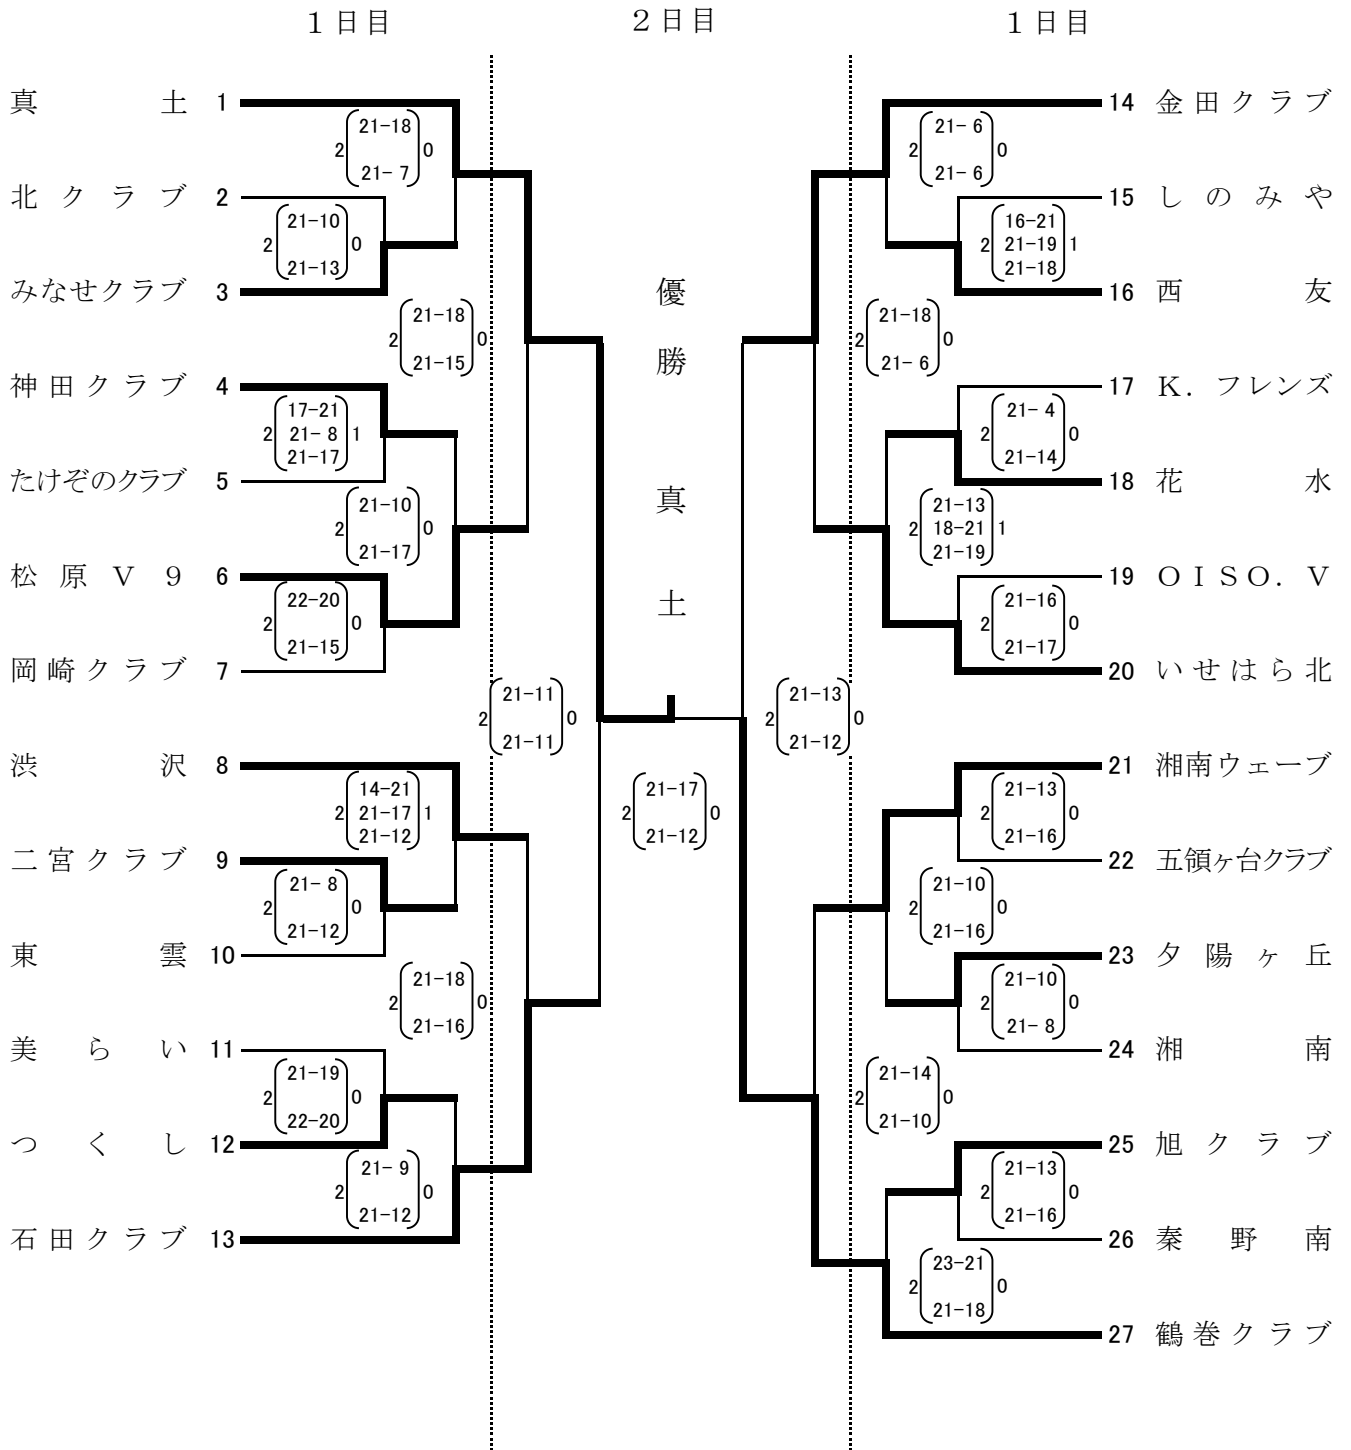 １日目 ２日目 １日目
真土 1
21-18
2 0
21- 7
北クラブ 2
21-10
2 0
21-13
みなせクラブ 3
21-18
2 0
21-15
神田クラブ 4
17-21
2 21- 8 1
21-17
たけぞのクラブ 5
21-10
2 0
21-17
松原Ｖ９ 6
22-20
2 0
21-15
岡崎クラブ 7
21-11
2 0
21-11
渋沢 8
14-21
2 21-17 1
21-12
二宮クラブ 9
21- 8
2 0
21-12
東雲 10
21-18
2 0
21-16
美らい 11
21-19
2 0
22-20
つくし 12
21- 9
2 0
21-12
石田クラブ 13
優勝
真土
21-17
2 0
21-12
14 金田クラブ
21- 6
2 0
21- 6
15 しのみや
16-21
2 21-19 1
21-18
16 西友
21-18
2 0
21- 6
17 Ｋ．フレンズ
21- 4
2 0
21-14
18 花水
21-13
2 18-21 1
21-19
19 ＯＩＳＯ．Ｖ
21-16
2 0
21-17
20 いせはら北
21-13
2 0
21-12
21 湘南ウェーブ
21-13
2 0
21-16
22 五領ヶ台クラブ
21-10
2 0
21-16
23 夕陽ヶ丘
21-10
2 0
21- 8
24 湘南
21-14
2 0
21-10
25 旭クラブ
21-13
2 0
21-16
26 秦野南
23-21
2 0
21-18
27 鶴巻クラブ